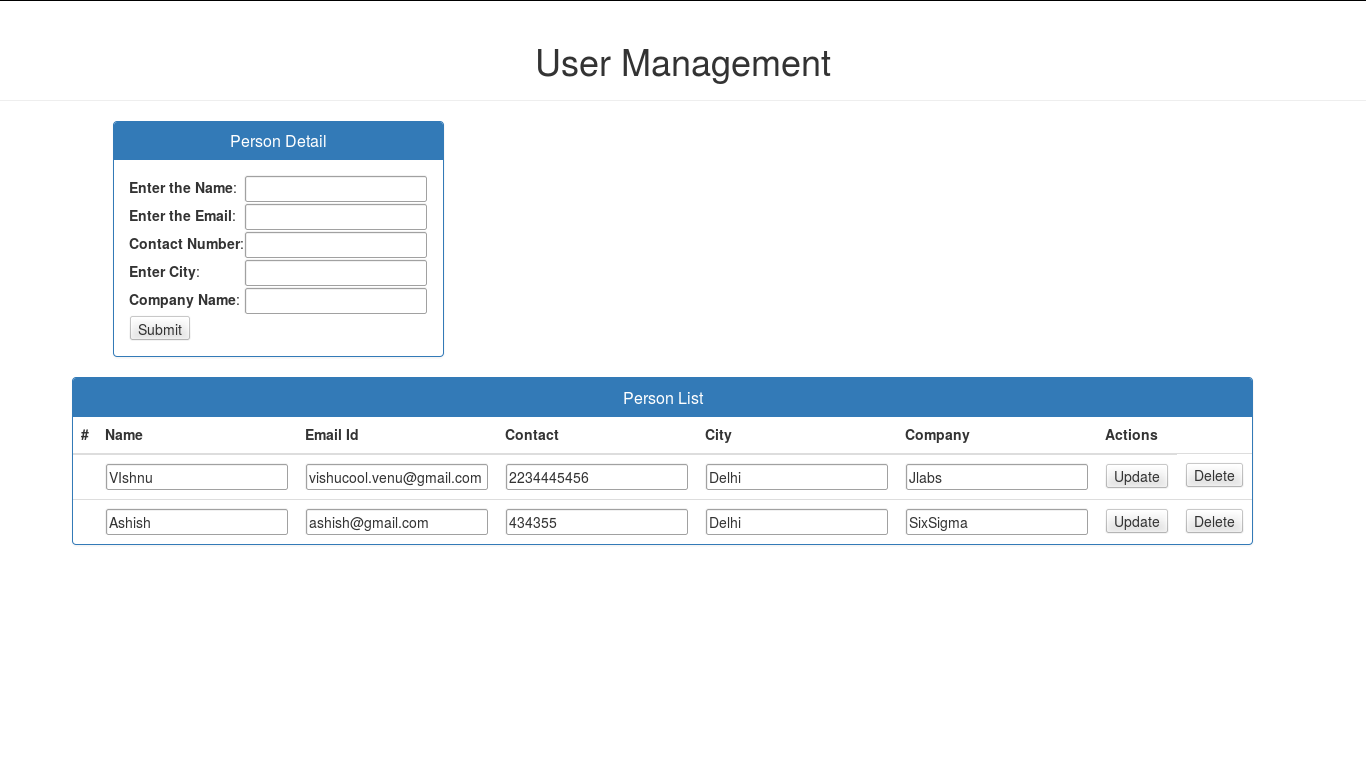 User Management
Person Detail
Enter the Name:
Enter the Email:
Contact Number:
Enter City:
Company Name:
Submit
Person List
# Name Email Id Contact City Company Actions
VIshnu vishucool.venu@gmail.com 2234445456 Delhi Jlabs Update Delete
Ashish ashish@gmail.com 434355 Delhi SixSigma Update Delete